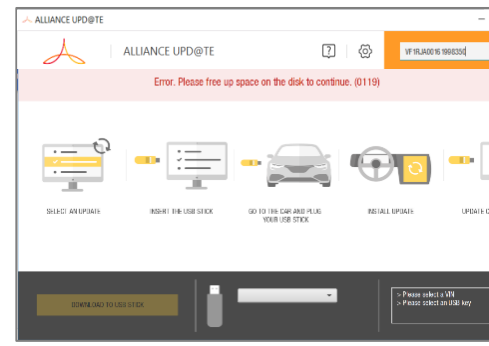 ALLIANCE UPD@TE
ALLIANCE UPD@TE
VF1RJA00161998350
Error. Please free up space on the disk to continue. (0119)
SELECT AN UPDATE
INSERT THE USB STICK
GO TO THE CAR AND PLUG
YOUR USB STICK
INSTALL UPDATE
UPDATE C
DOWNLOAD TO USB STICK
> Please select a VIN
> Please select an USB key